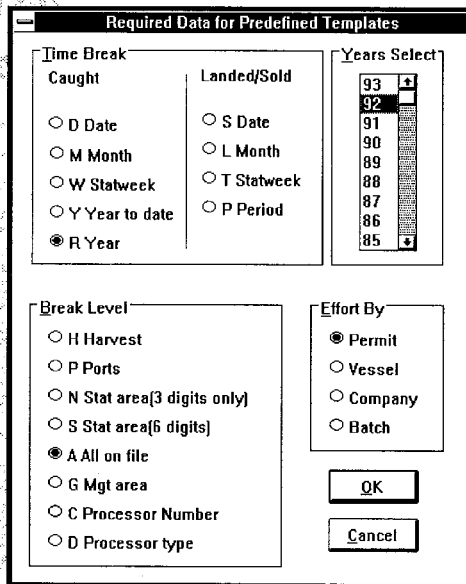 Required Data for Predefined Templates
Time Break
Caught
D Date
M Month
W Statweek
Y Year to date
R Year
Landed/Sold
S Date
L Month
T Statweek
P Period
Years Select
93
92
91
90
89
88
87
86
85
Break Level
H Harvest
P Ports
N Stat area(3 digits only)
S Stat area(6 digits)
A All on file
G Mgt area
C Processor Number
D Processor type
Effort By
Permit
Vessel
Company
Batch
OK
Cancel